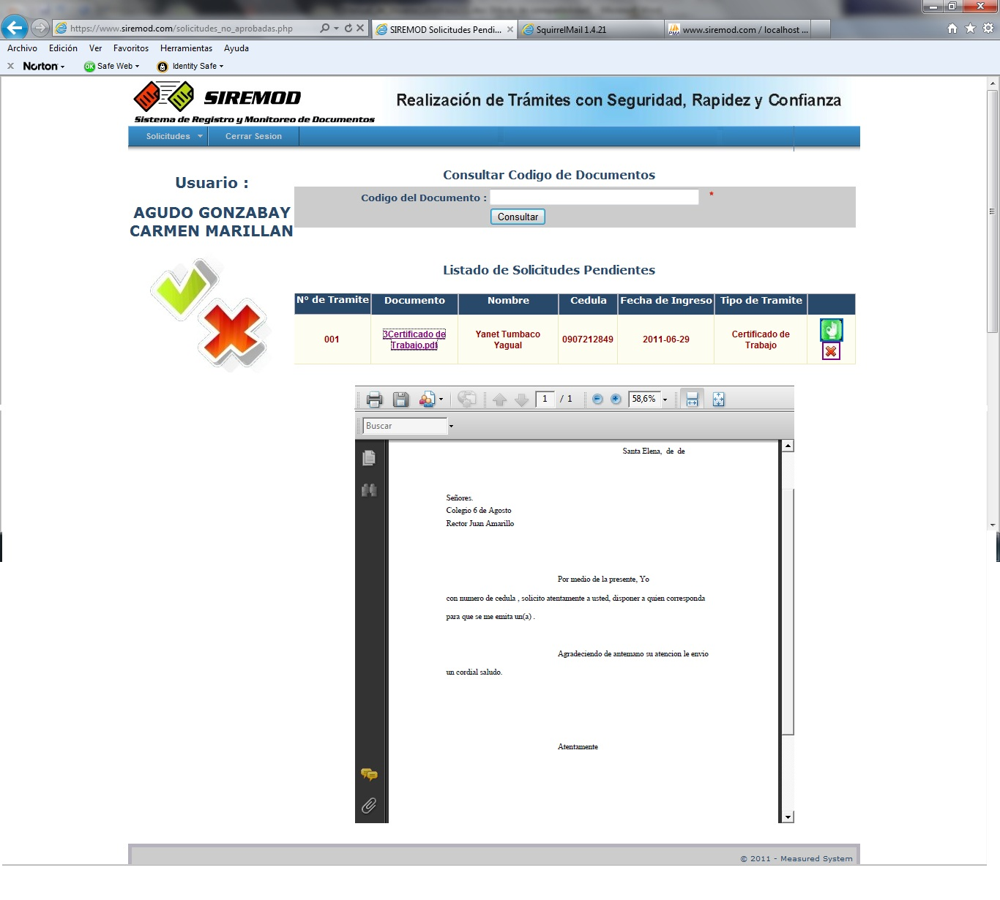 https://www.siremod.com/solicitudes_no_aprobadas.php
SIREMOD Solicitudes Pendi...
SquirrelMail 1.4.21
www.siremod.com / localhost ...
Archivo Edición Ver Favoritos Herramientas Ayuda
Norton Safe Web Identity Safe
SIREMOD
Sistema de Registro y Monitoreo de Documentos
Realización de Trámites con Seguridad, Rapidez y Confianza
Solicitudes Cerrar Sesion
Usuario :
AGUDO GONZABAY
CARMEN MARILLAN
Consultar Codigo de Documentos
Codigo del Documento : *
Consultar
Listado de Solicitudes Pendientes
N° de Tramite Documento Nombre Cedula Fecha de Ingreso Tipo de Tramite
001 3Certificado de Trabajo.pdf Yanet Tumbaco Yagual 0907212849 2011-06-29 Certificado de Trabajo
1 / 1 58,6%
Buscar
Santa Elena, de de
Señores.
Colegio 6 de Agosto
Rector Juan Amarillo
Por medio de la presente, Yo
con numero de cedula , solicito atentamente a usted, disponer a quien corresponda
para que se me emita un(a) .
Agradeciendo de antemano su atencion le envio
un cordial saludo.
Atentamente
© 2011 - Measured System